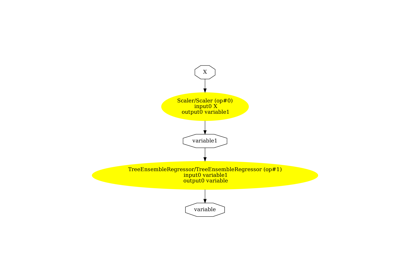 X
Scaler/Scaler (op#0)
input0 X
output0 variable1
variable1
TreeEnsembleRegressor/TreeEnsembleRegressor (op#1)
input0 variable1
output0 variable
variable